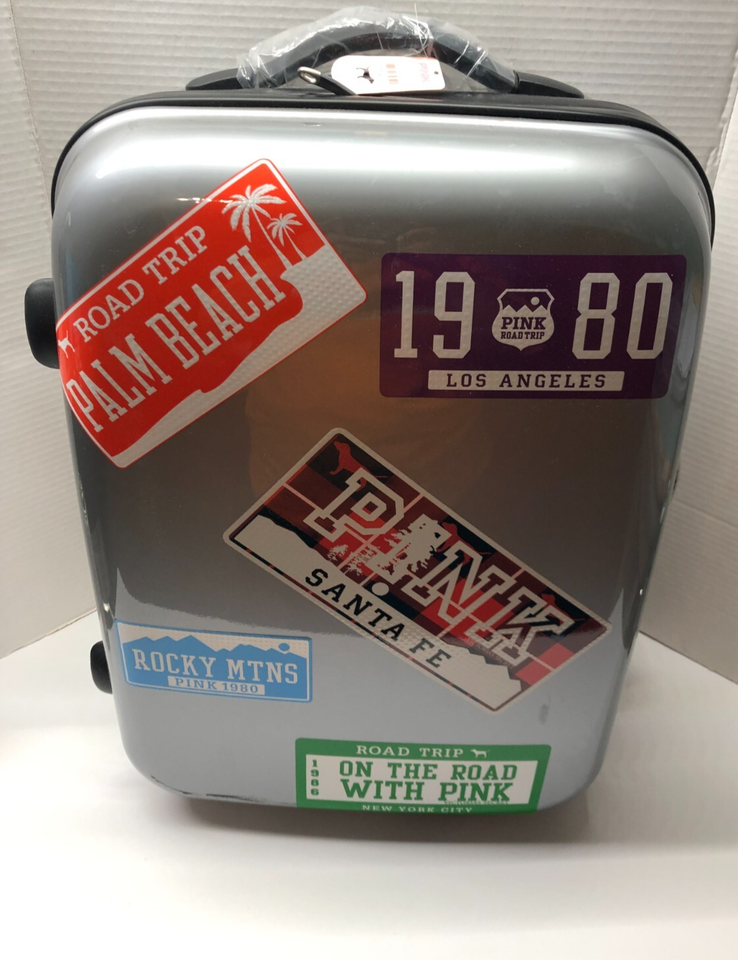 ROAD TRIP
PALM BEACH
19 80
PINK
ROAD TRIP
LOS ANGELES
PINK
SANTA FE
ROCKY MTNS
PINK 1980
ROAD TRIP
1986
ON THE ROAD
WITH PINK
NEW YORK CITY